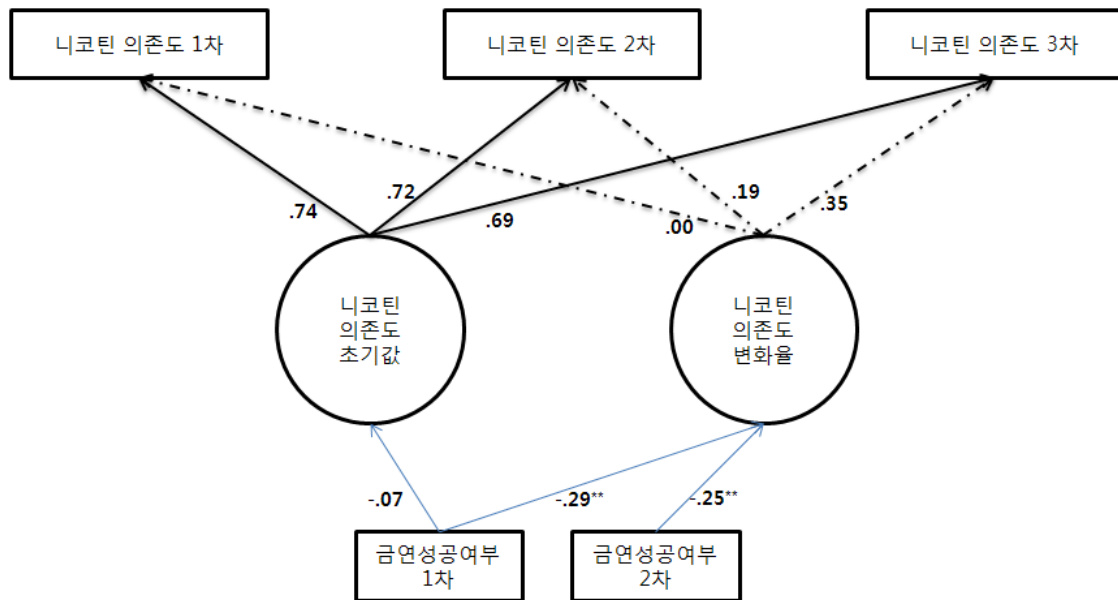 니코틴 의존도 1차
니코틴 의존도 2차
니코틴 의존도 3차
.74
.72
.69
.00
.19
.35
니코틴
의존도
초기값
니코틴
의존도
변화율
-.07
-.29**
-.25**
금연성공여부
1차
금연성공여부
2차